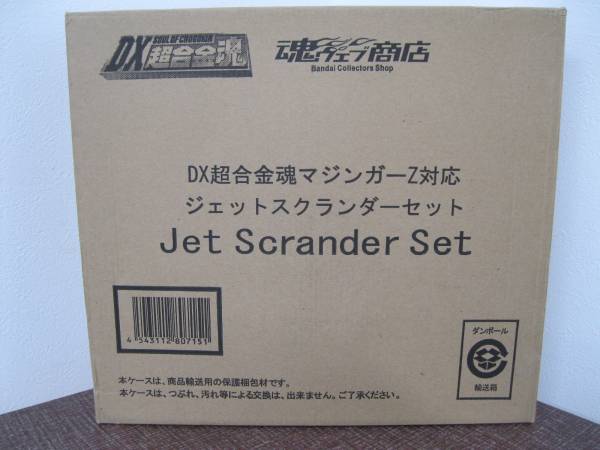 SOUL OF CHOGOKIN
DX超合金魂
魂ウェブ商店
Bandai Collectors Shop
DX超合金魂マジンガーZ対応
ジェットスクランダーセット
Jet Scrander Set
4 543112 807151
ダンボール
輸送箱
本ケースは、商品輸送用の保護梱包材です。
本ケースは、つぶれ、汚れ等による交換は、出来ません。ご了承ください。